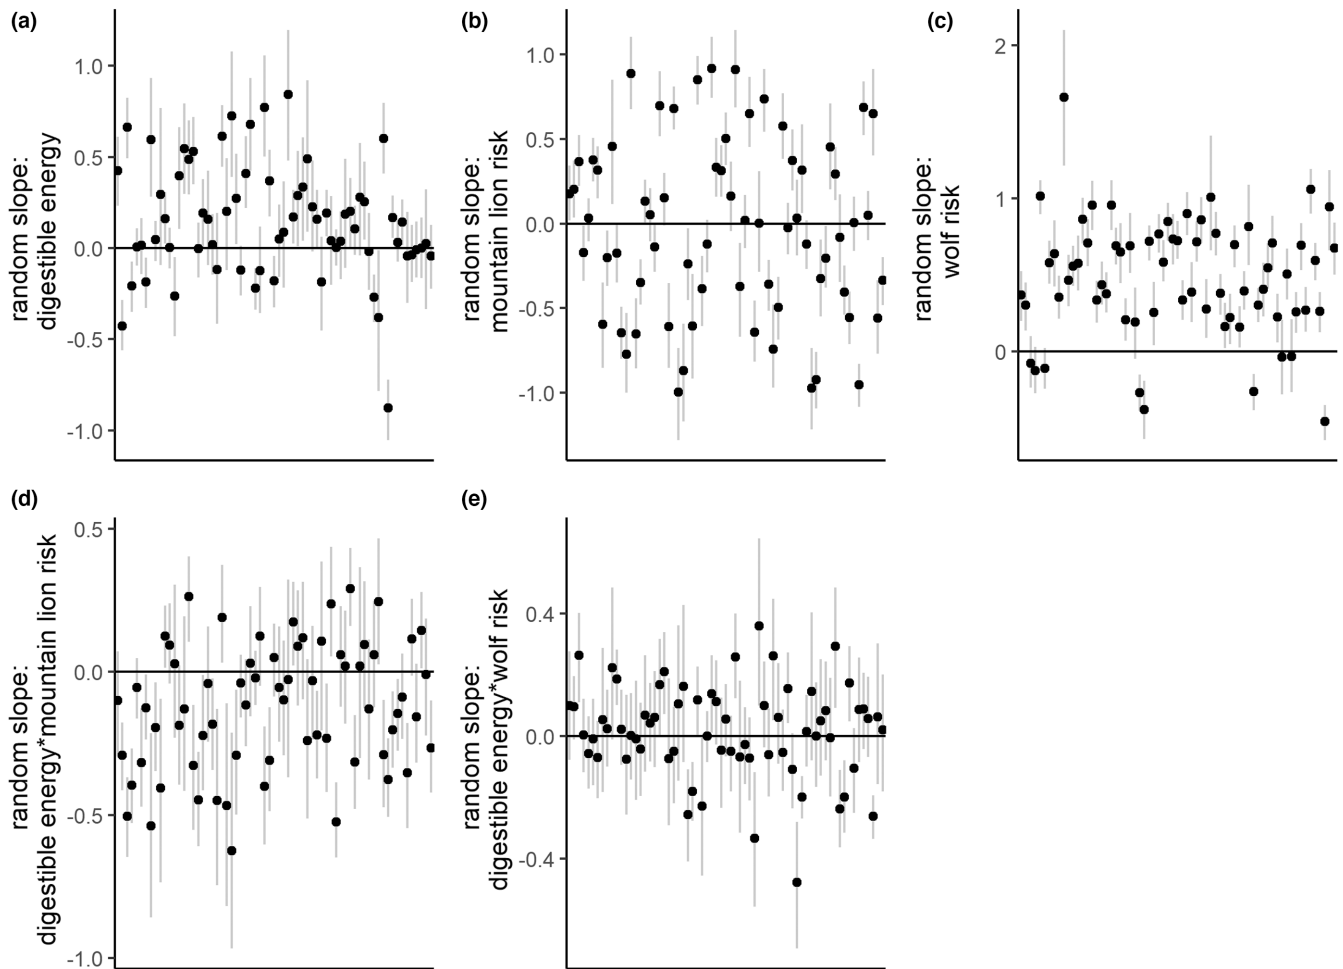 (a)
random slope:
digestible energy
1.0
0.5
0.0
-0.5
-1.0
(b)
random slope:
mountain lion risk
1.0
0.5
0.0
-0.5
-1.0
(c)
random slope:
wolf risk
2
1
0
(d)
random slope:
digestible energy*mountain lion risk
0.5
0.0
-0.5
-1.0
(e)
random slope:
digestible energy*wolf risk
0.4
0.0
-0.4